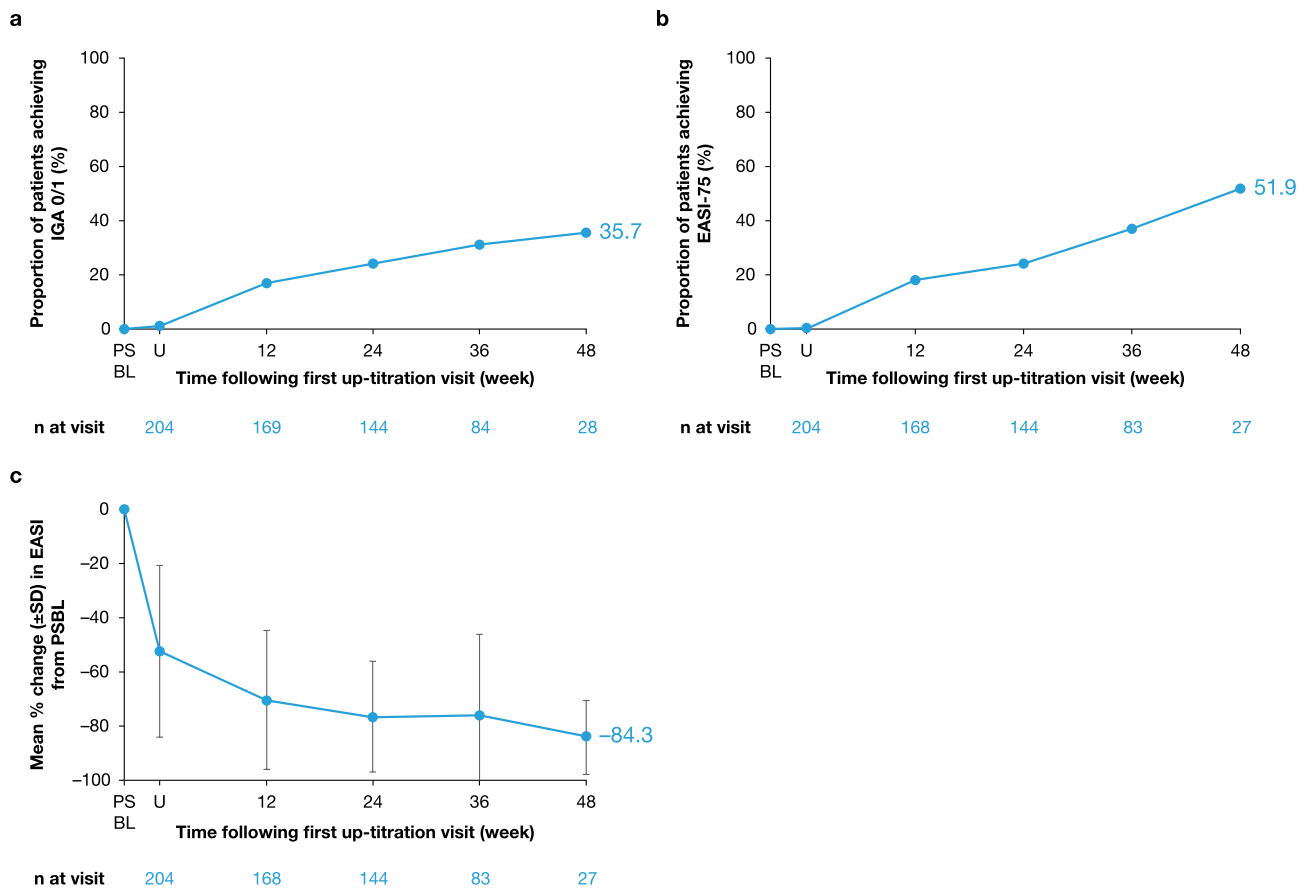 a
Proportion of patients achieving
IGA 0/1 (%)
100
80
60
40
20
0
PS
BL
U
12
24
36
48
35.7
Time following first up-titration visit (week)
n at visit 204 169 144 84 28
b
Proportion of patients achieving
EASI-75 (%)
100
80
60
40
20
0
PS
BL
U
12
24
36
48
51.9
Time following first up-titration visit (week)
n at visit 204 168 144 83 27
c
Mean % change (±SD) in EASI
from PSBL
0
–20
–40
–60
–80
–100
PS
BL
U
12
24
36
48
–84.3
Time following first up-titration visit (week)
n at visit 204 168 144 83 27